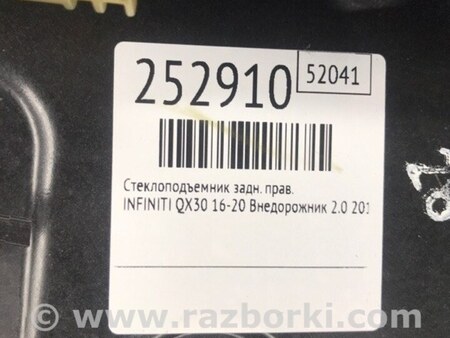 252910
52041
Стеклоподъемник задн. прав.
INFINITI QX30 16-20 Внедорожник 2.0 201
© www.razborki.com